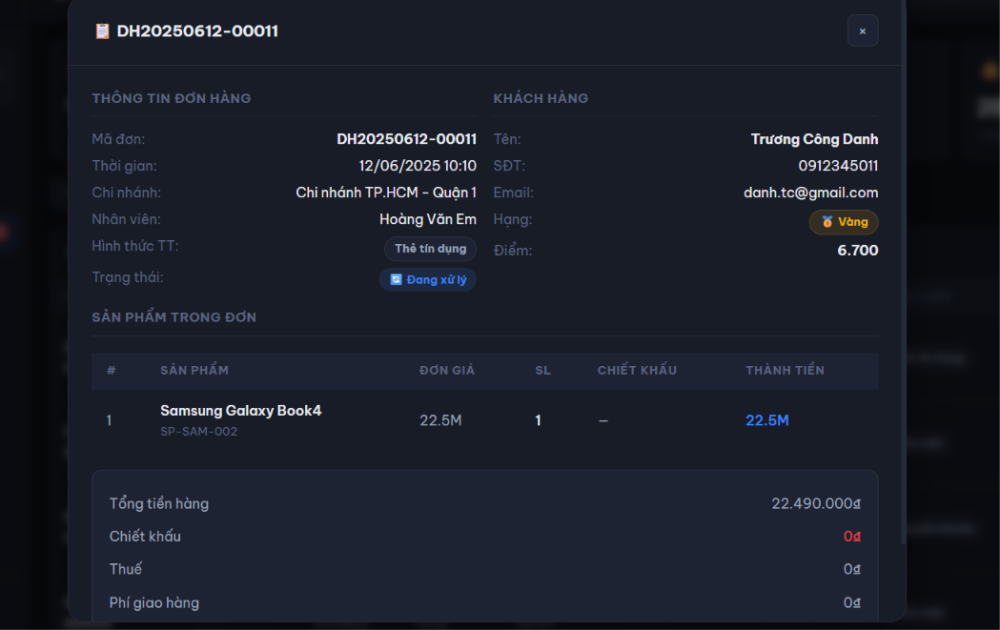 DH20250612-00011
×
THÔNG TIN ĐƠN HÀNG
Mã đơn: DH20250612-00011
Thời gian: 12/06/2025 10:10
Chi nhánh: Chi nhánh TP.HCM - Quận 1
Nhân viên: Hoàng Văn Em
Hình thức TT: Thẻ tín dụng
Trạng thái: Đang xử lý
KHÁCH HÀNG
Tên: Trương Công Danh
SĐT: 0912345011
Email: danh.tc@gmail.com
Hạng: Vàng
Điểm: 6.700
SẢN PHẨM TRONG ĐƠN
# SẢN PHẨM ĐƠN GIÁ SL CHIẾT KHẤU THÀNH TIỀN
1 Samsung Galaxy Book4 22.5M 1 — 22.5M
SP-SAM-002
Tổng tiền hàng 22.490.000₫
Chiết khấu 0₫
Thuế 0₫
Phí giao hàng 0₫